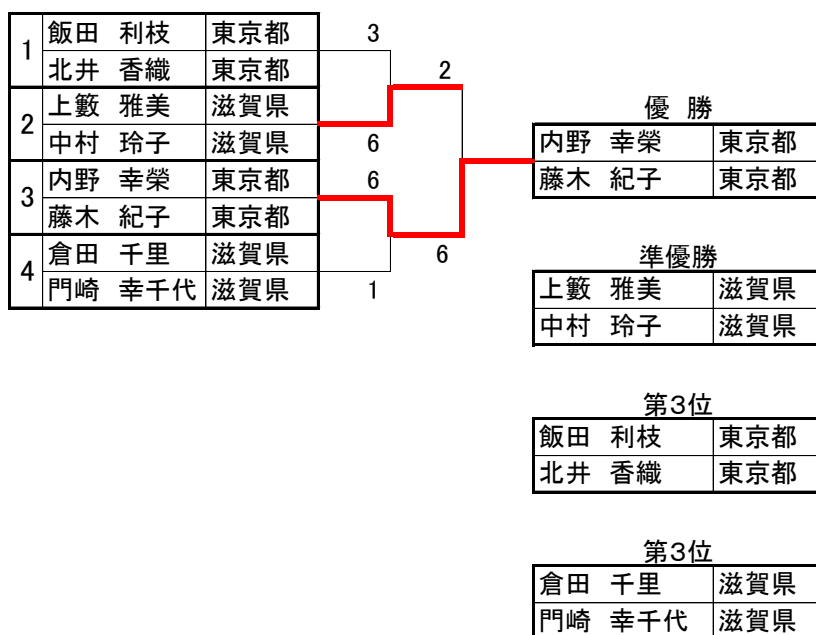 1 飯田 利枝 東京都 3
北井 香織 東京都
2
2 上籔 雅美 滋賀県
中村 玲子 滋賀県 6
3 内野 幸榮 東京都 6
藤木 紀子 東京都
4 倉田 千里 滋賀県
6
門崎 幸千代 滋賀県 1
優 勝
内野 幸榮 東京都
藤木 紀子 東京都
準優勝
上籔 雅美 滋賀県
中村 玲子 滋賀県
第3位
飯田 利枝 東京都
北井 香織 東京都
第3位
倉田 千里 滋賀県
門崎 幸千代 滋賀県